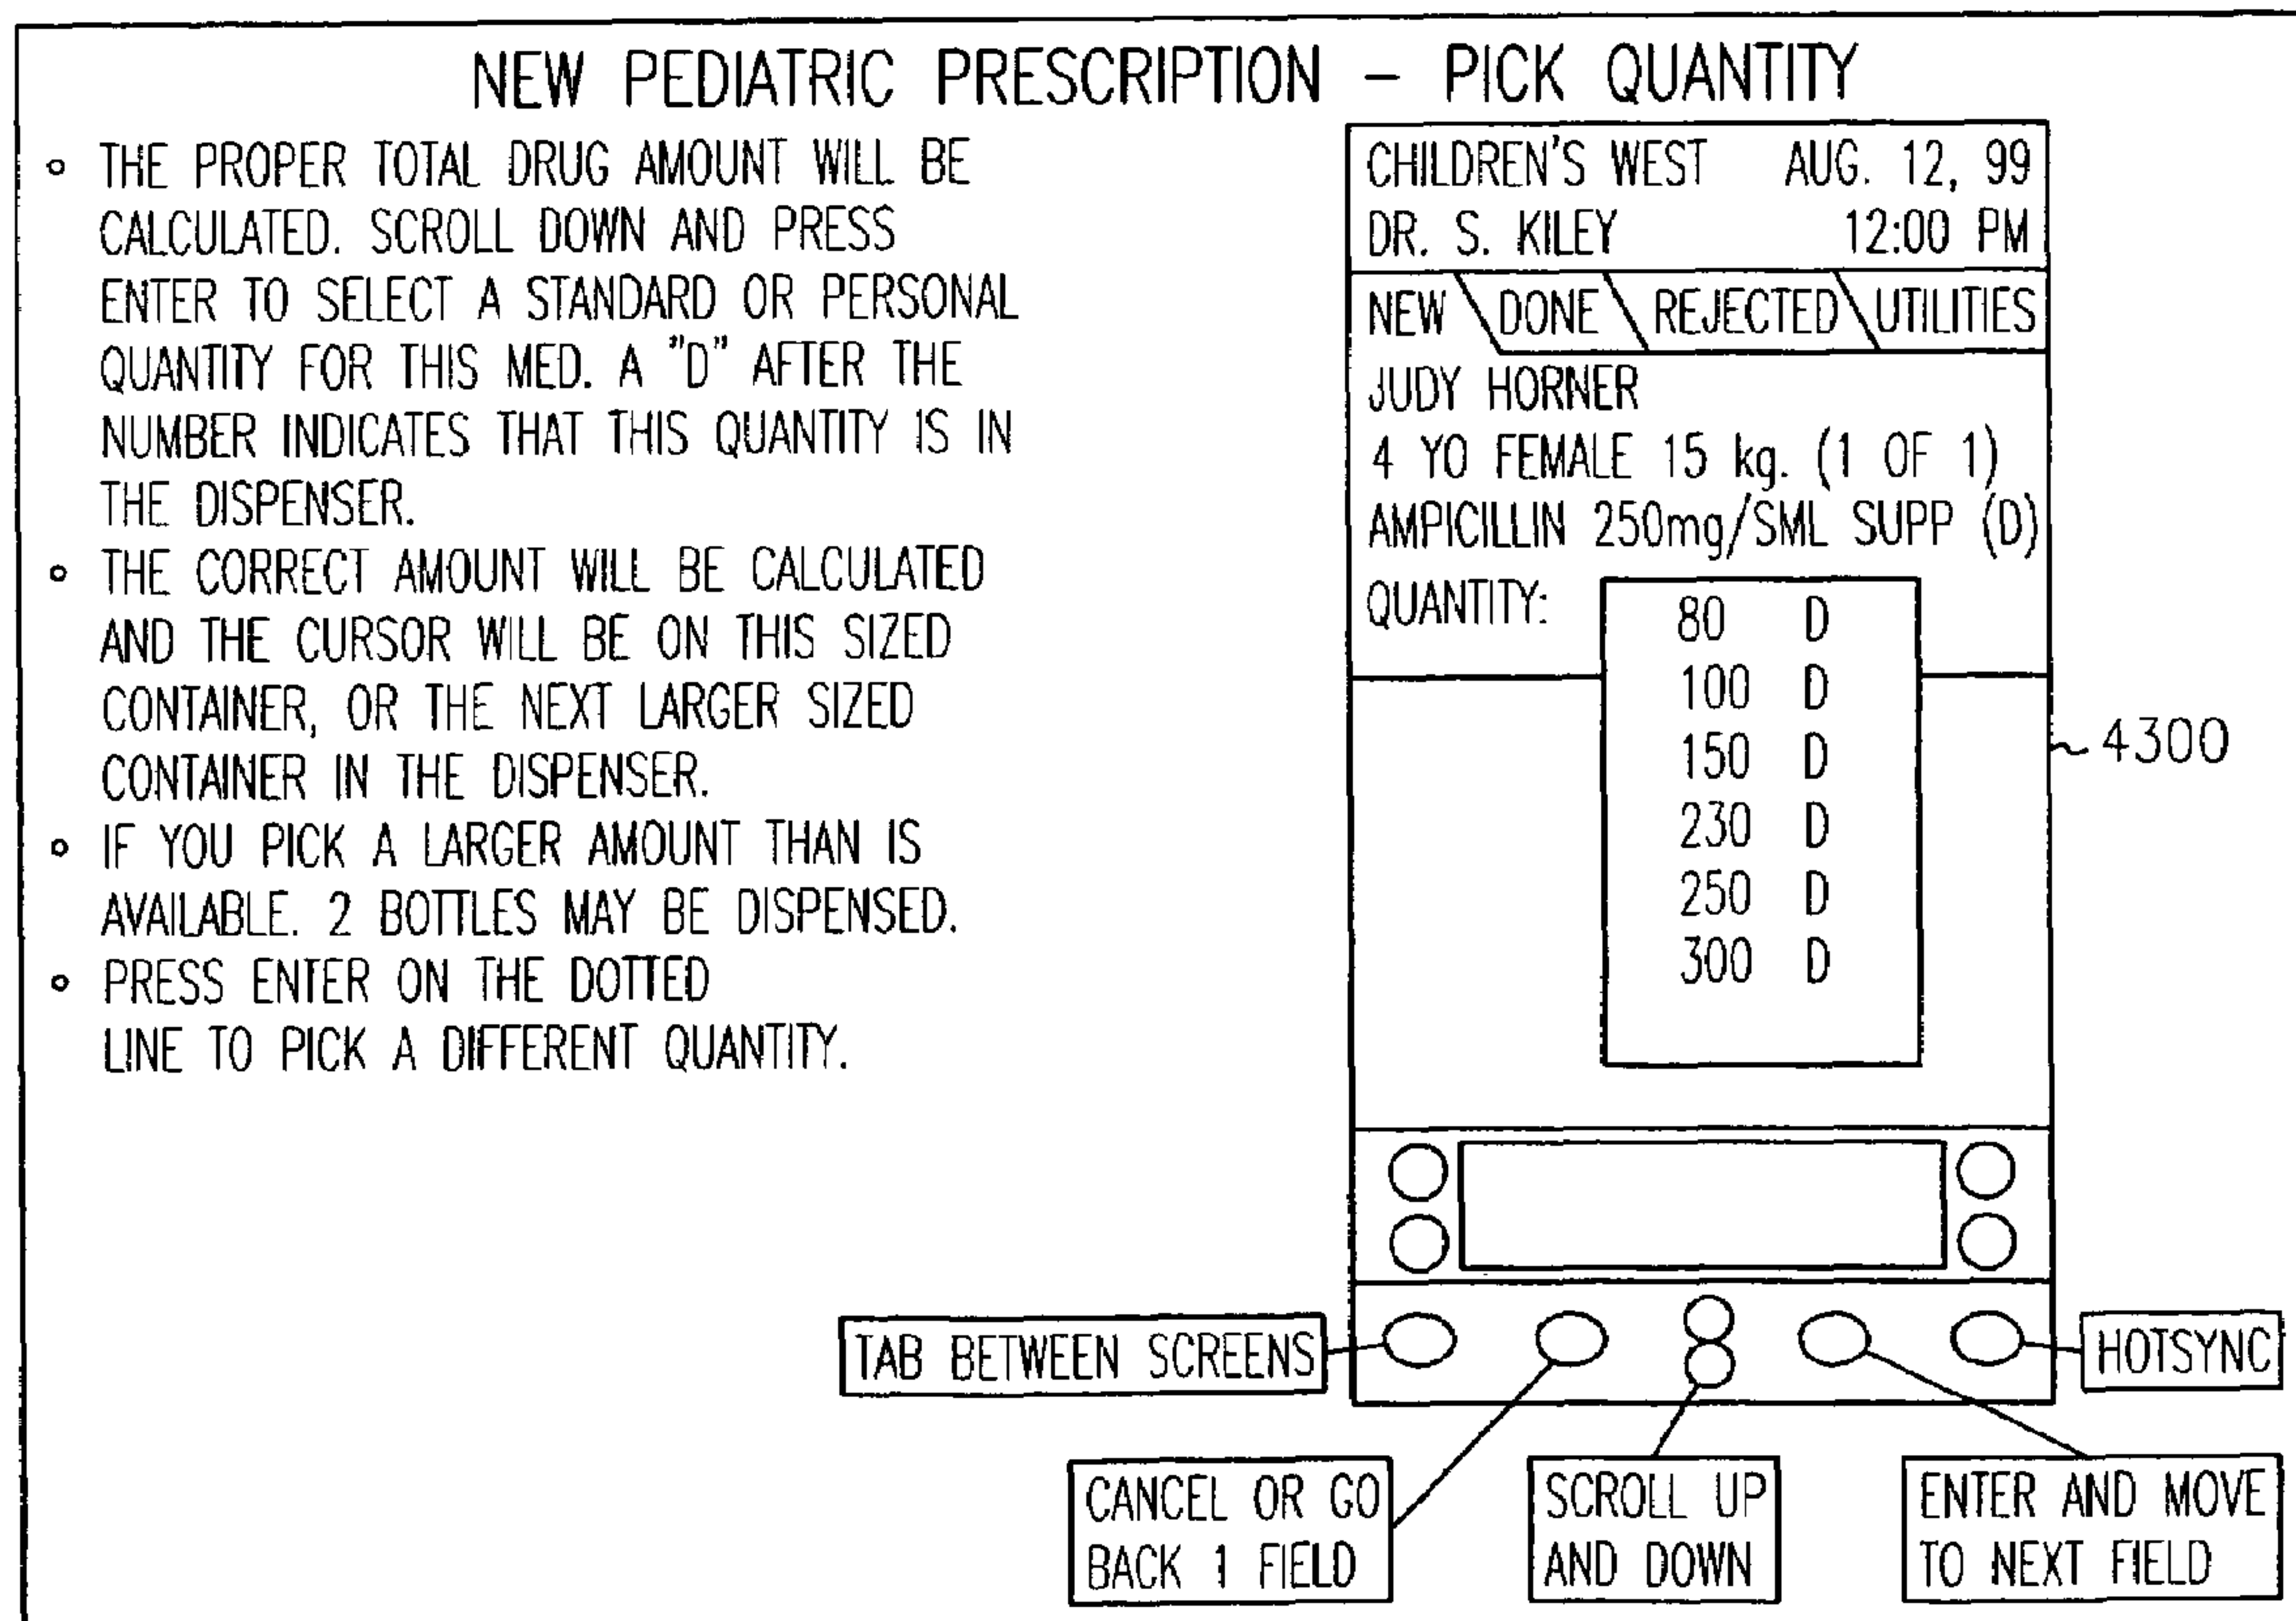 NEW PEDIATRIC PRESCRIPTION – PICK QUANTITY
◦ THE PROPER TOTAL DRUG AMOUNT WILL BE
CALCULATED. SCROLL DOWN AND PRESS
ENTER TO SELECT A STANDARD OR PERSONAL
QUANTITY FOR THIS MED. A "D" AFTER THE
NUMBER INDICATES THAT THIS QUANTITY IS IN
THE DISPENSER.
◦ THE CORRECT AMOUNT WILL BE CALCULATED
AND THE CURSOR WILL BE ON THIS SIZED
CONTAINER, OR THE NEXT LARGER SIZED
CONTAINER IN THE DISPENSER.
◦ IF YOU PICK A LARGER AMOUNT THAN IS
AVAILABLE. 2 BOTTLES MAY BE DISPENSED.
◦ PRESS ENTER ON THE DOTTED
LINE TO PICK A DIFFERENT QUANTITY.
CHILDREN'S WEST AUG. 12, 99
DR. S. KILEY 12:00 PM
NEW DONE REJECTED UTILITIES
JUDY HORNER
4 YO FEMALE 15 kg. (1 OF 1)
AMPICILLIN 250mg/SML SUPP (D)
QUANTITY:
80 D
100 D
150 D
230 D
250 D
300 D
4300
TAB BETWEEN SCREENS
HOTSYNC
CANCEL OR GO
BACK 1 FIELD
SCROLL UP
AND DOWN
ENTER AND MOVE
TO NEXT FIELD